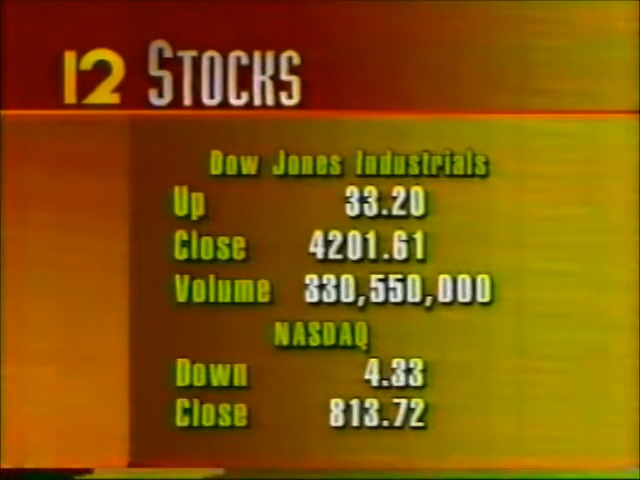 12 STOCKS
Dow Jones Industrials
Up 33.20
Close 4201.61
Volume 330,550,000
NASDAQ
Down 4.33
Close 813.72